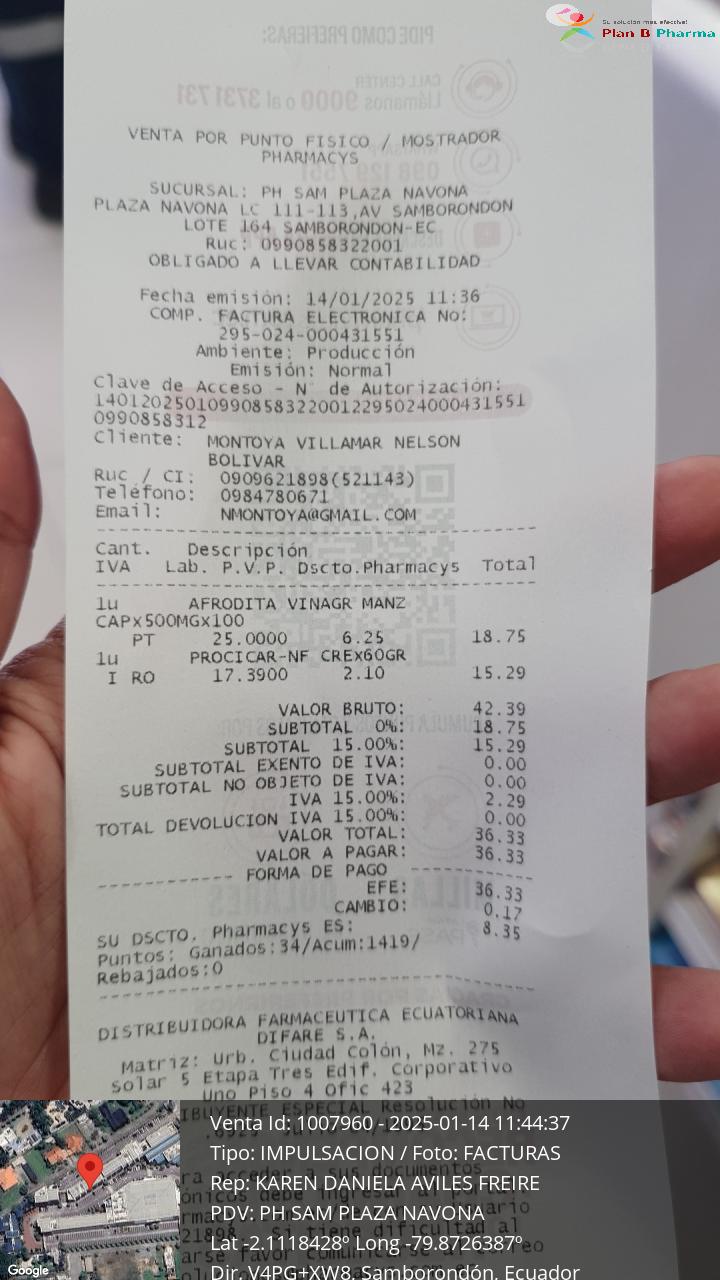 Su solución más efectiva!
Plan B Pharma
PIDE COMO PREFIERAS:
CALL CENTER
Llámanos 9000 o al 3731 731
VENTA POR PUNTO FISICO / MOSTRADOR
PHARMACYS
SUCURSAL: PH SAM PLAZA NAVONA
PLAZA NAVONA LC 111-113,AV SAMBORONDON
LOTE 164 SAMBORONDON-EC
Ruc: 0990858322001
OBLIGADO A LLEVAR CONTABILIDAD
Fecha emisión: 14/01/2025 11:36
COMP. FACTURA ELECTRONICA No:
295-024-000431551
Ambiente: Producción
Emisión: Normal
Clave de Acceso - N° de Autorización:
140120250109908583220012295024000431551
0990858312
Cliente: MONTOYA VILLAMAR NELSON
BOLIVAR
Ruc / CI: 0909621898(521143)
Teléfono: 0984780671
Email: NMONTOYA@GMAIL.COM
Cant. Descripción
IVA Lab. P.V.P. Dscto.Pharmacys Total
1u AFRODITA VINAGR MANZ
CAPx500MGx100
PT 25.0000 6.25 18.75
1u PROCICAR-NF CREx60GR
I RO 17.3900 2.10 15.29
VALOR BRUTO: 42.39
SUBTOTAL 0%: 18.75
SUBTOTAL 15.00%: 15.29
SUBTOTAL EXENTO DE IVA: 0.00
SUBTOTAL NO OBJETO DE IVA: 0.00
IVA 15.00%: 2.29
TOTAL DEVOLUCION IVA 15.00%: 0.00
VALOR TOTAL: 36.33
VALOR A PAGAR: 36.33
FORMA DE PAGO
EFE: 36.33
CAMBIO: 0.17
SU DSCTO. Pharmacys ES: 8.35
Puntos: Ganados:34/Acum:1419/
Rebajados:0
DISTRIBUIDORA FARMACEUTICA ECUATORIANA
DIFARE S.A.
Matriz: Urb. Ciudad Colón, Mz. 275
Solar 5 Etapa Tres Edif. Corporativo
Uno Piso 4 Ofic 423
ESPECIAL Resolución No
Venta Id: 1007960 - 2025-01-14 11:44:37
Tipo: IMPULSACION / Foto: FACTURAS
Rep: KAREN DANIELA AVILES FREIRE
PDV: PH SAM PLAZA NAVONA
Lat -2.1118428º Long -79.8726387º
Dir. V4PG+XW8, Samborondón, Ecuador
Google